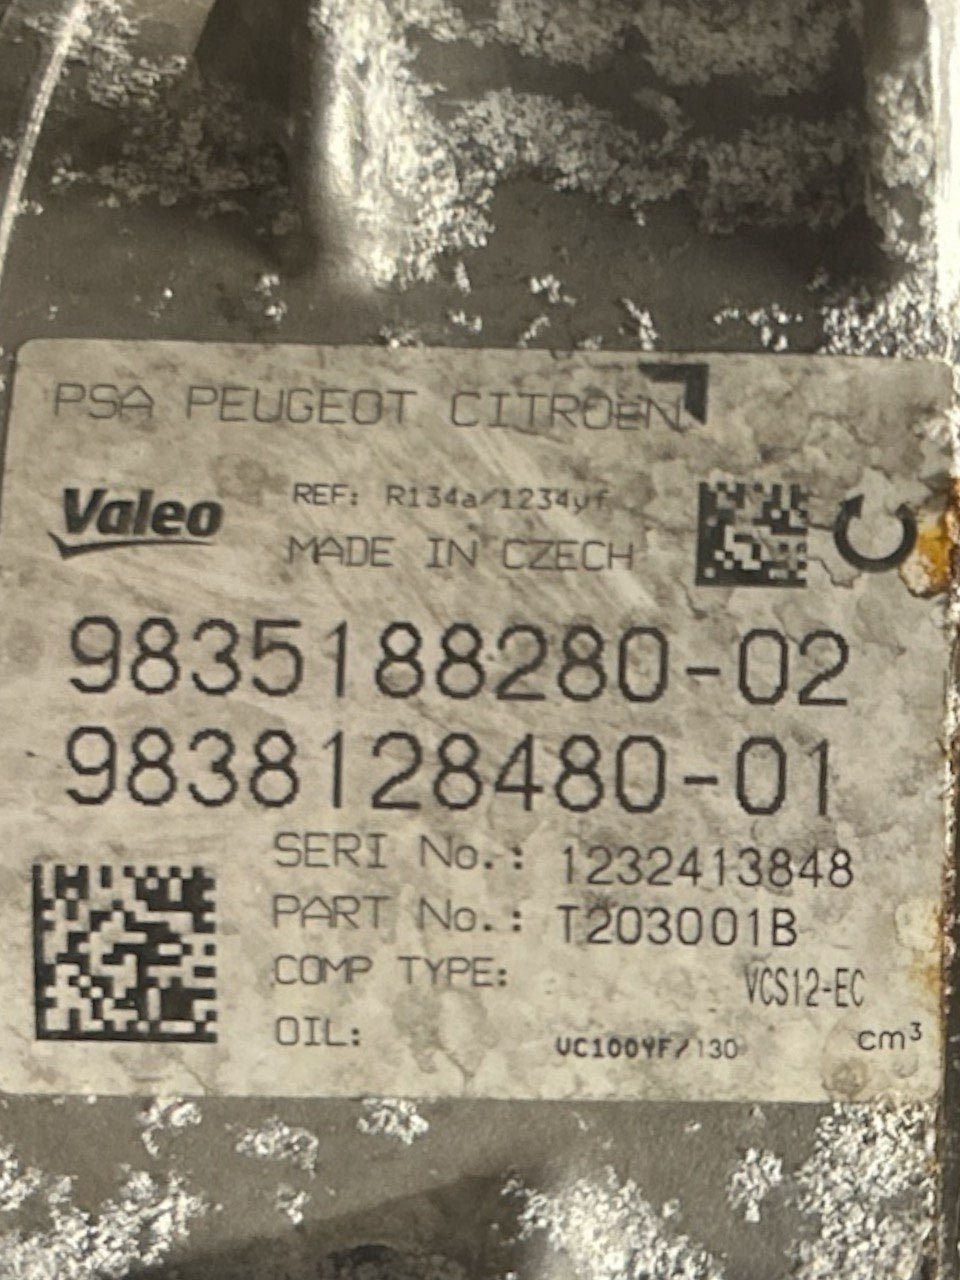 PSA PEUGEOT CITROEN
Valeo
REF: R134a/1234yf
MADE IN CZECH
9835188280-02
9838128480-01
SERI No.: 1232413848
PART No.: T203001B
COMP TYPE: VCS12-EC
OIL: VC100YF/130 cm³